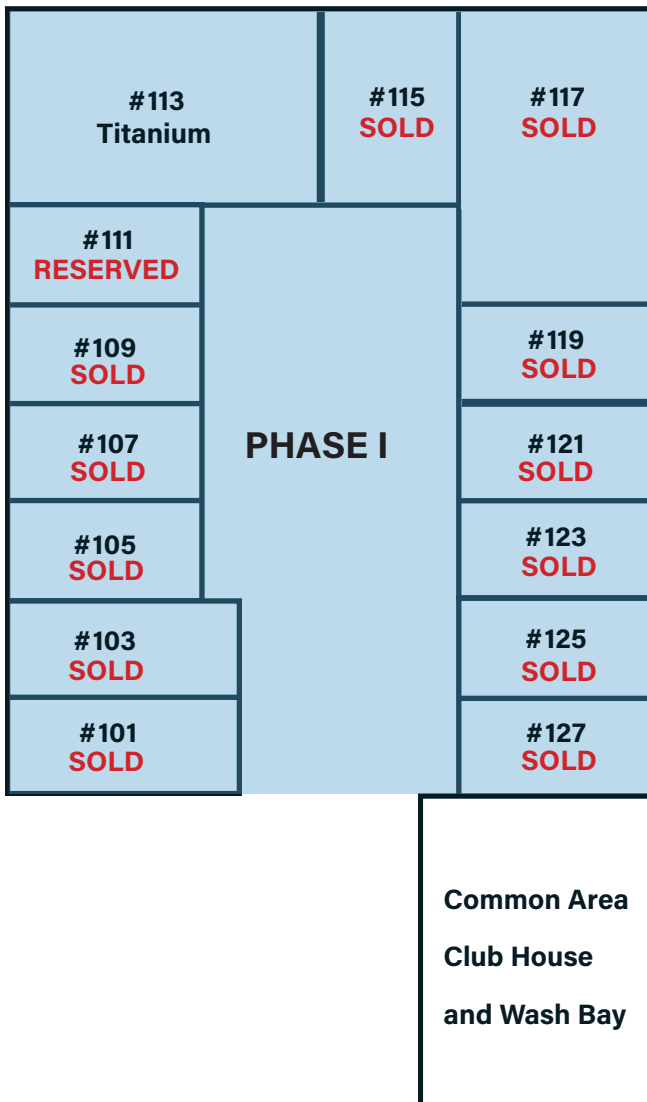 #113
Titanium
#115
SOLD
#117
SOLD
#111
RESERVED
#109
SOLD
#119
SOLD
#107
SOLD
PHASE I
#121
SOLD
#105
SOLD
#123
SOLD
#103
SOLD
#125
SOLD
#101
SOLD
#127
SOLD
Common Area
Club House
and Wash Bay